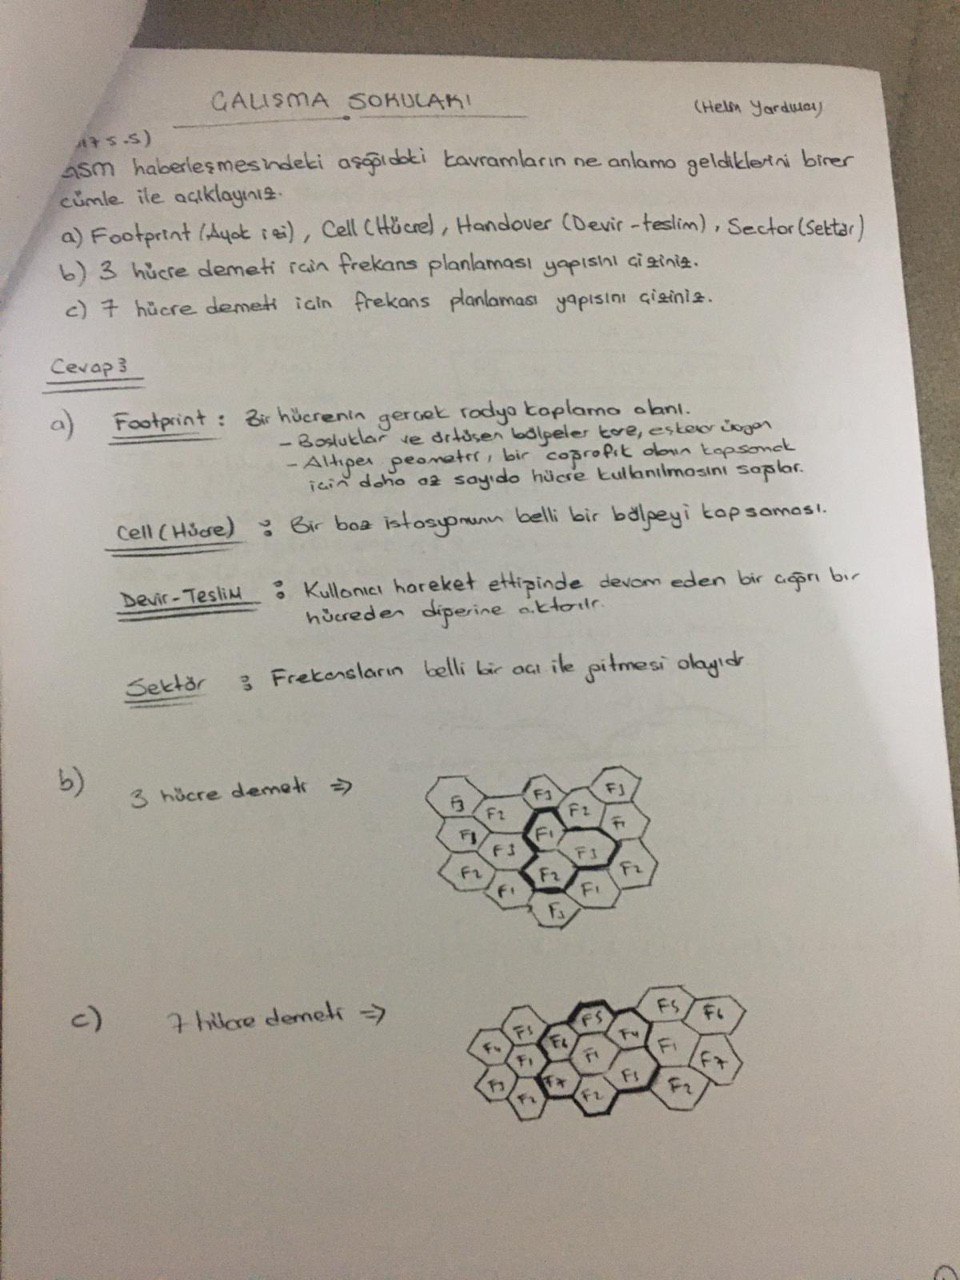 ÇALIŞMA SORULARI
(Helin Yardımcı)
GSM haberleşmesindeki aşağıdaki kavramların ne anlama geldiklerini birer
cümle ile açıklayınız.
a) Footprint (Ayak izi), Cell (Hücre), Handover (Devir-teslim), Sector (Sektör)
b) 3 hücre demeti için frekans planlaması yapısını çiziniz.
c) 7 hücre demeti için frekans planlaması yapısını çiziniz.
Cevap:
a) Footprint : Bir hücrenin gerçek radyo kaplama alanı.
- Boşluklar ve örtüşen bölgeler kare, eşkenar üçgen
- Altıgen geometri, bir coğrafik alanı kapsamak
için daha az sayıda hücre kullanılmasını sağlar.
Cell (Hücre) : Bir baz istasyonunun belli bir bölgeyi kapsaması.
Devir-Teslim : Kullanıcı hareket ettiğinde devam eden bir çağrı bir
hücreden diğerine aktarılır.
Sektör : Frekansların belli bir açı ile gitmesi olayıdır
b) 3 hücre demeti =>
F3 F2 F3 F2 F3
F1 F1 F1
F3 F3
F2 F2 F2
F1 F1
F3
c) 7 hücre demeti =>
F5 F5 F5 F6
F4 F6 F4
F1 F1 F1 F7
F3 F7 F3
F2 F2 F2